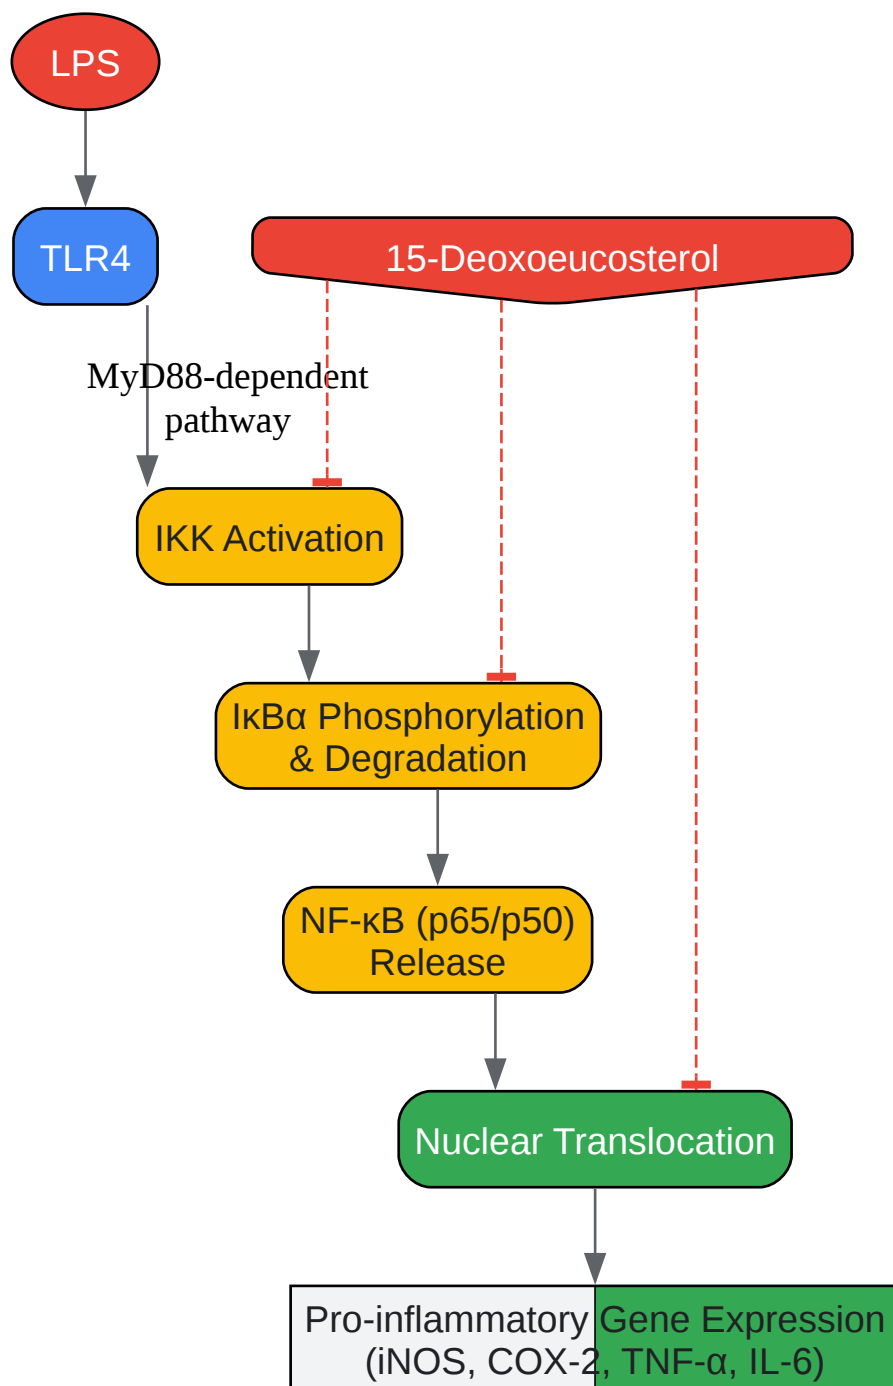 LPS
TLR4
15-Deoxoeucosterol
MyD88-dependent
pathway
IKK Activation
IκBα Phosphorylation
& Degradation
NF-κB (p65/p50)
Release
Nuclear Translocation
Pro-inflammatory Gene Expression
(iNOS, COX-2, TNF-α, IL-6)